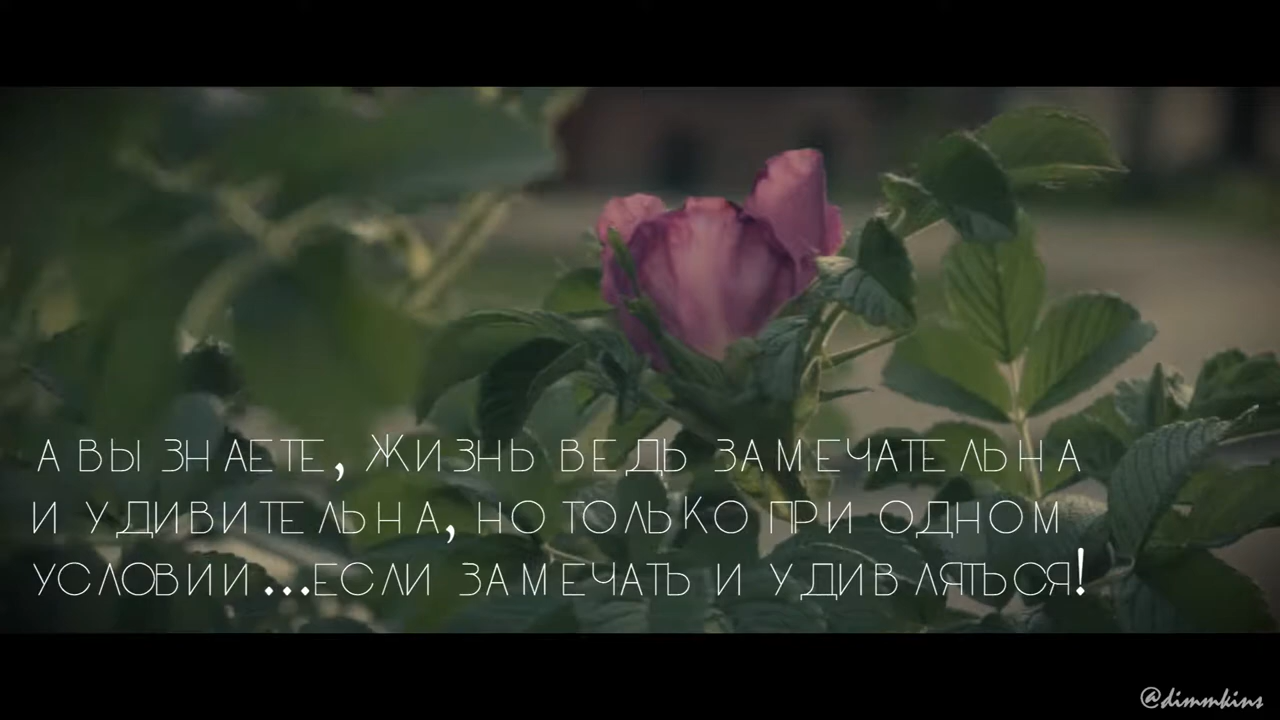 А ВЫ ЗНАЕТЕ, ЖИЗНЬ ВЕДЬ ЗАМЕЧАТЕЛЬНА
И УДИВИТЕЛЬНА, НО ТОЛЬКО ПРИ ОДНОМ
УСЛОВИИ...ЕСЛИ ЗАМЕЧАТЬ И УДИВЛЯТЬСЯ!
@dimmkins